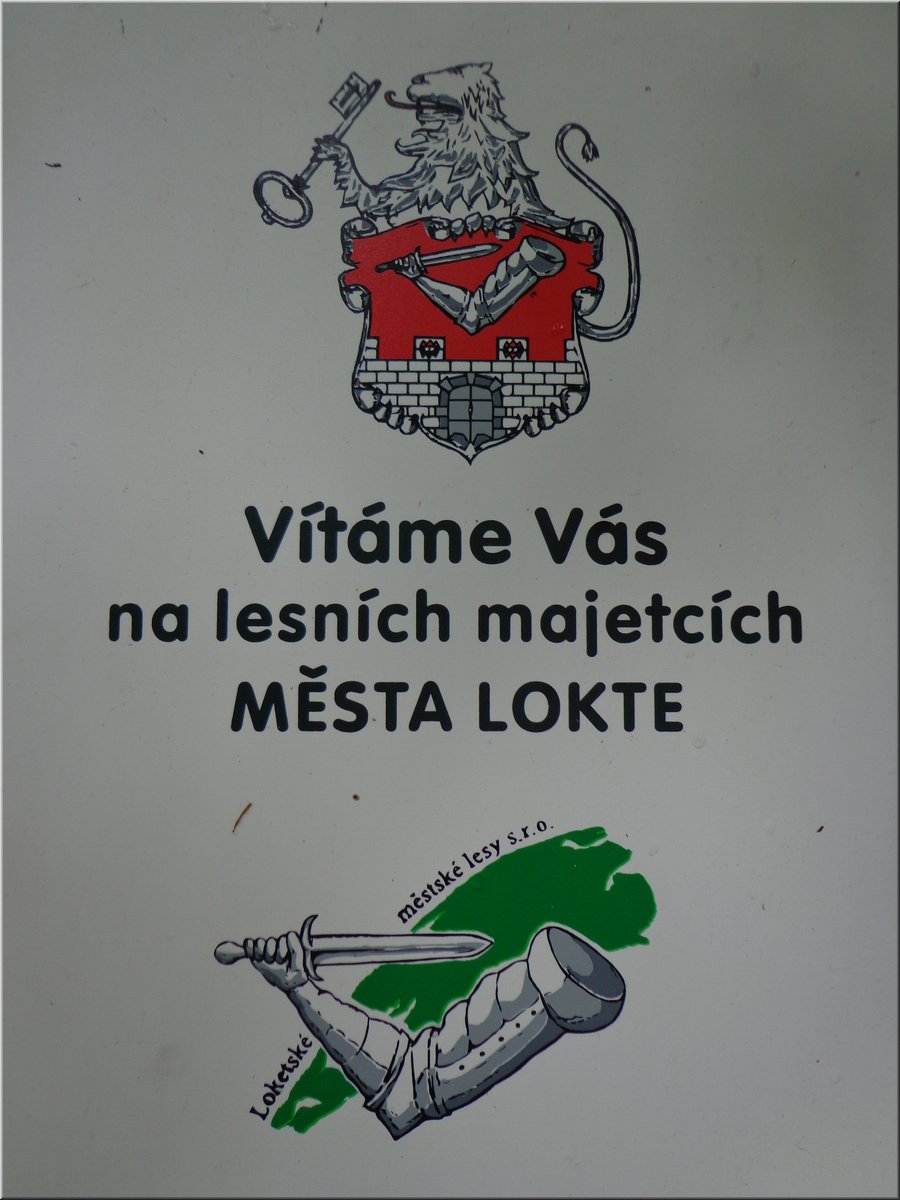 Vítáme Vás
na lesních majetcích
MĚSTA LOKTE
Loketské městské lesy s.r.o.